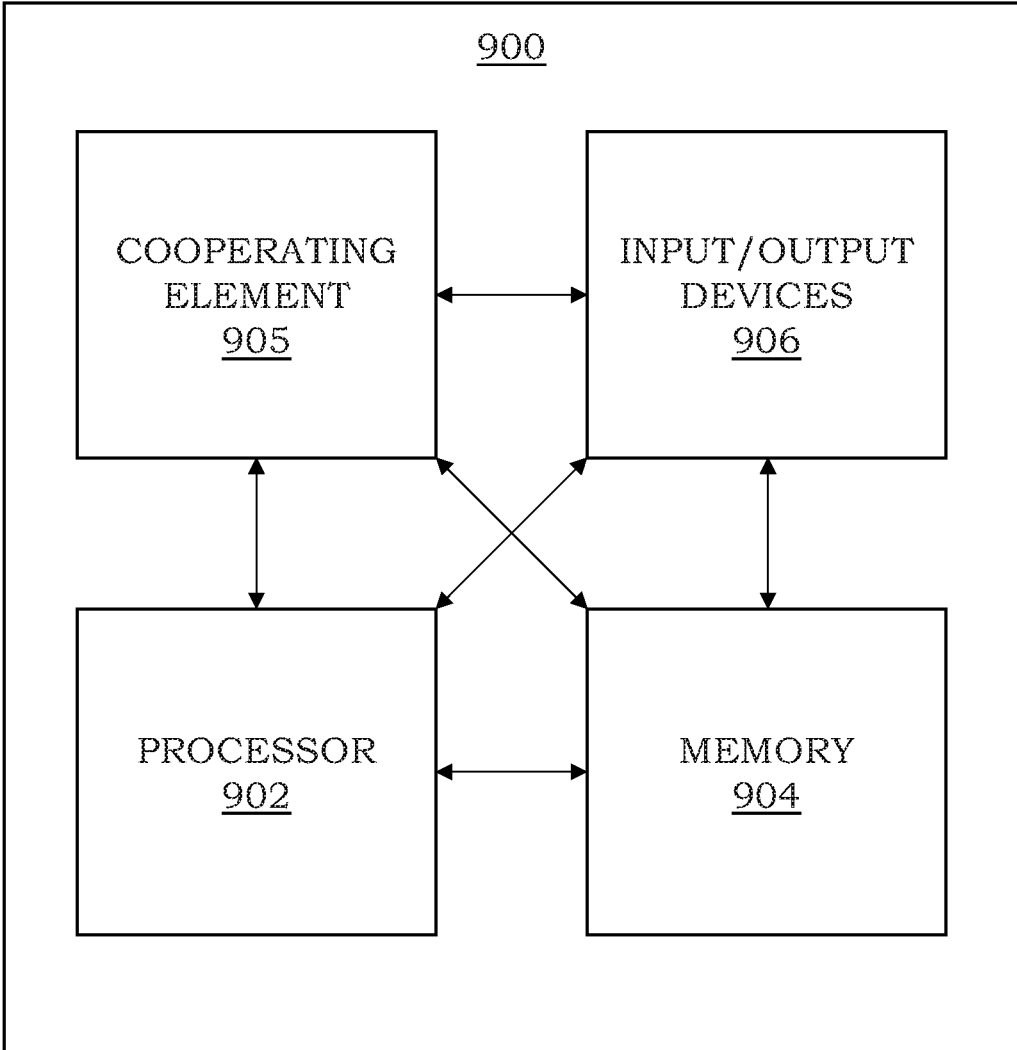 900
COOPERATING
ELEMENT
905
INPUT/OUTPUT
DEVICES
906
PROCESSOR
902
MEMORY
904